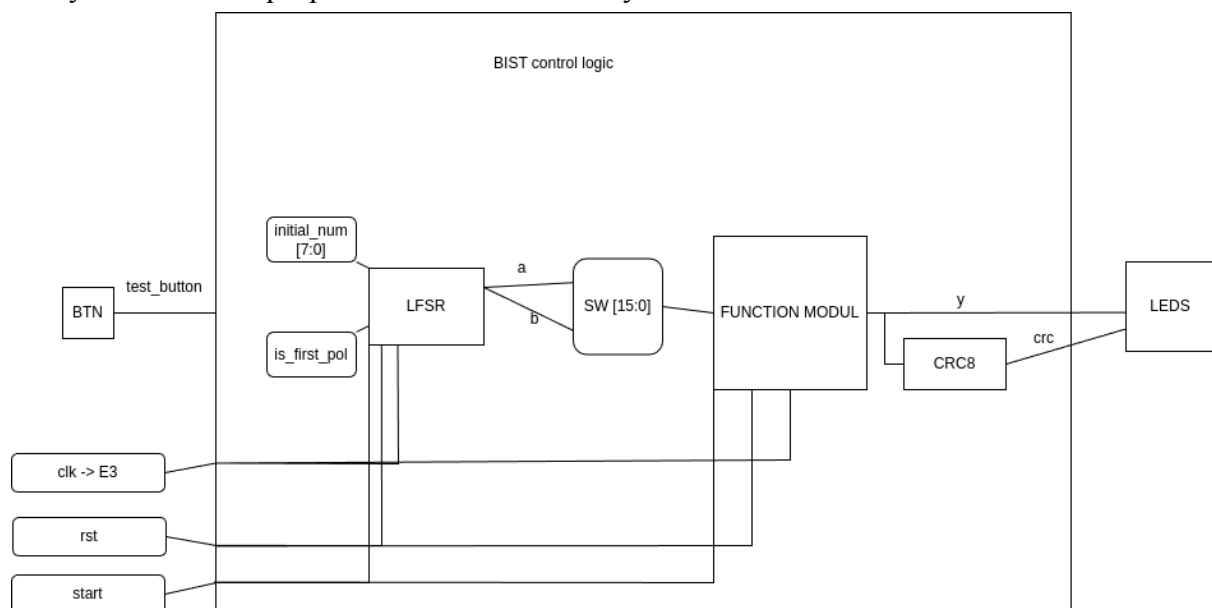 BIST control logic
initial_num
[7:0]
a
test_button
LFSR
SW [15:0]
FUNCTION MODUL
y
LEDS
BTN
b
is_first_pol
crc
CRC8
clk -> E3
rst
start